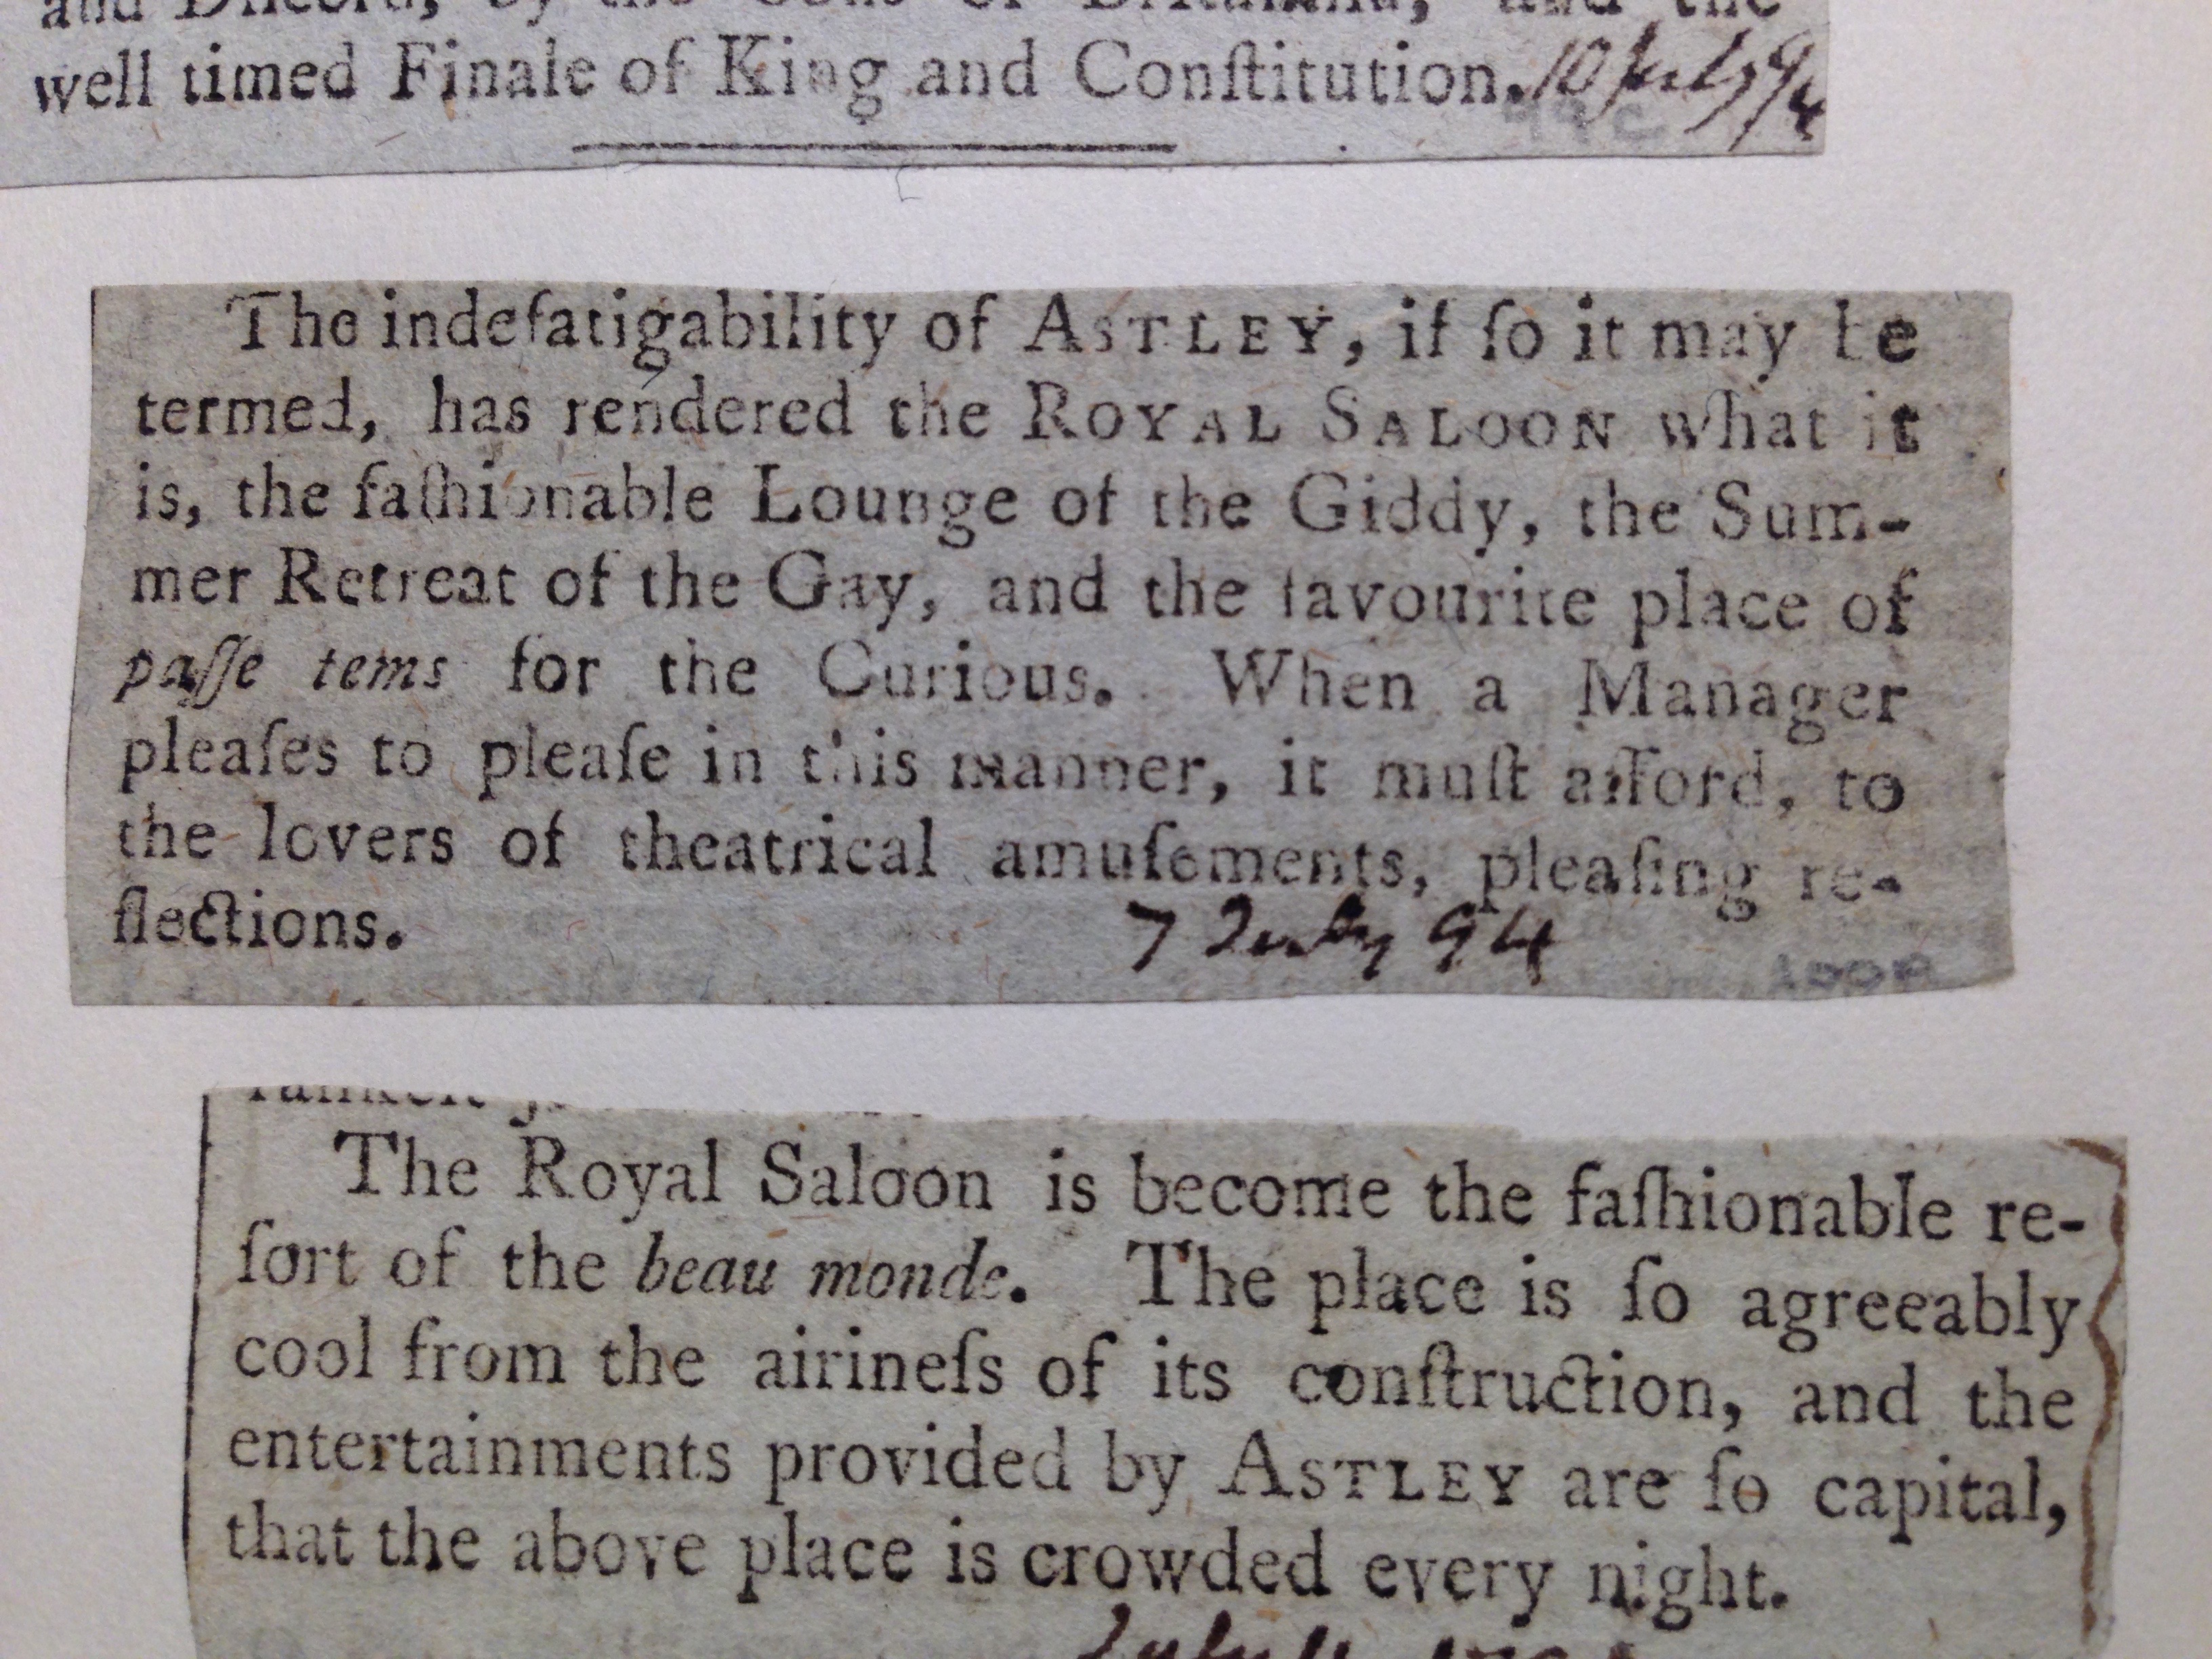 well timed Finale of King and Conſtitution. 10 July 94
The indefatigability of ASTLEY, if ſo it may be
termed, has rendered the ROYAL SALOON what it
is, the faſhionable Lounge of the Giddy, the Sum-
mer Retreat of the Gay, and the favourite place of
paſſe tems for the Curious. When a Manager
pleaſes to pleaſe in this manner, it muſt afford, to
the lovers of theatrical amuſements, pleaſing re-
flections.
7 July 94
The Royal Saloon is become the faſhionable re-
ſort of the beau monde. The place is ſo agreeably
cool from the airineſs of its conſtruction, and the
entertainments provided by ASTLEY are ſo capital,
that the above place is crowded every night.